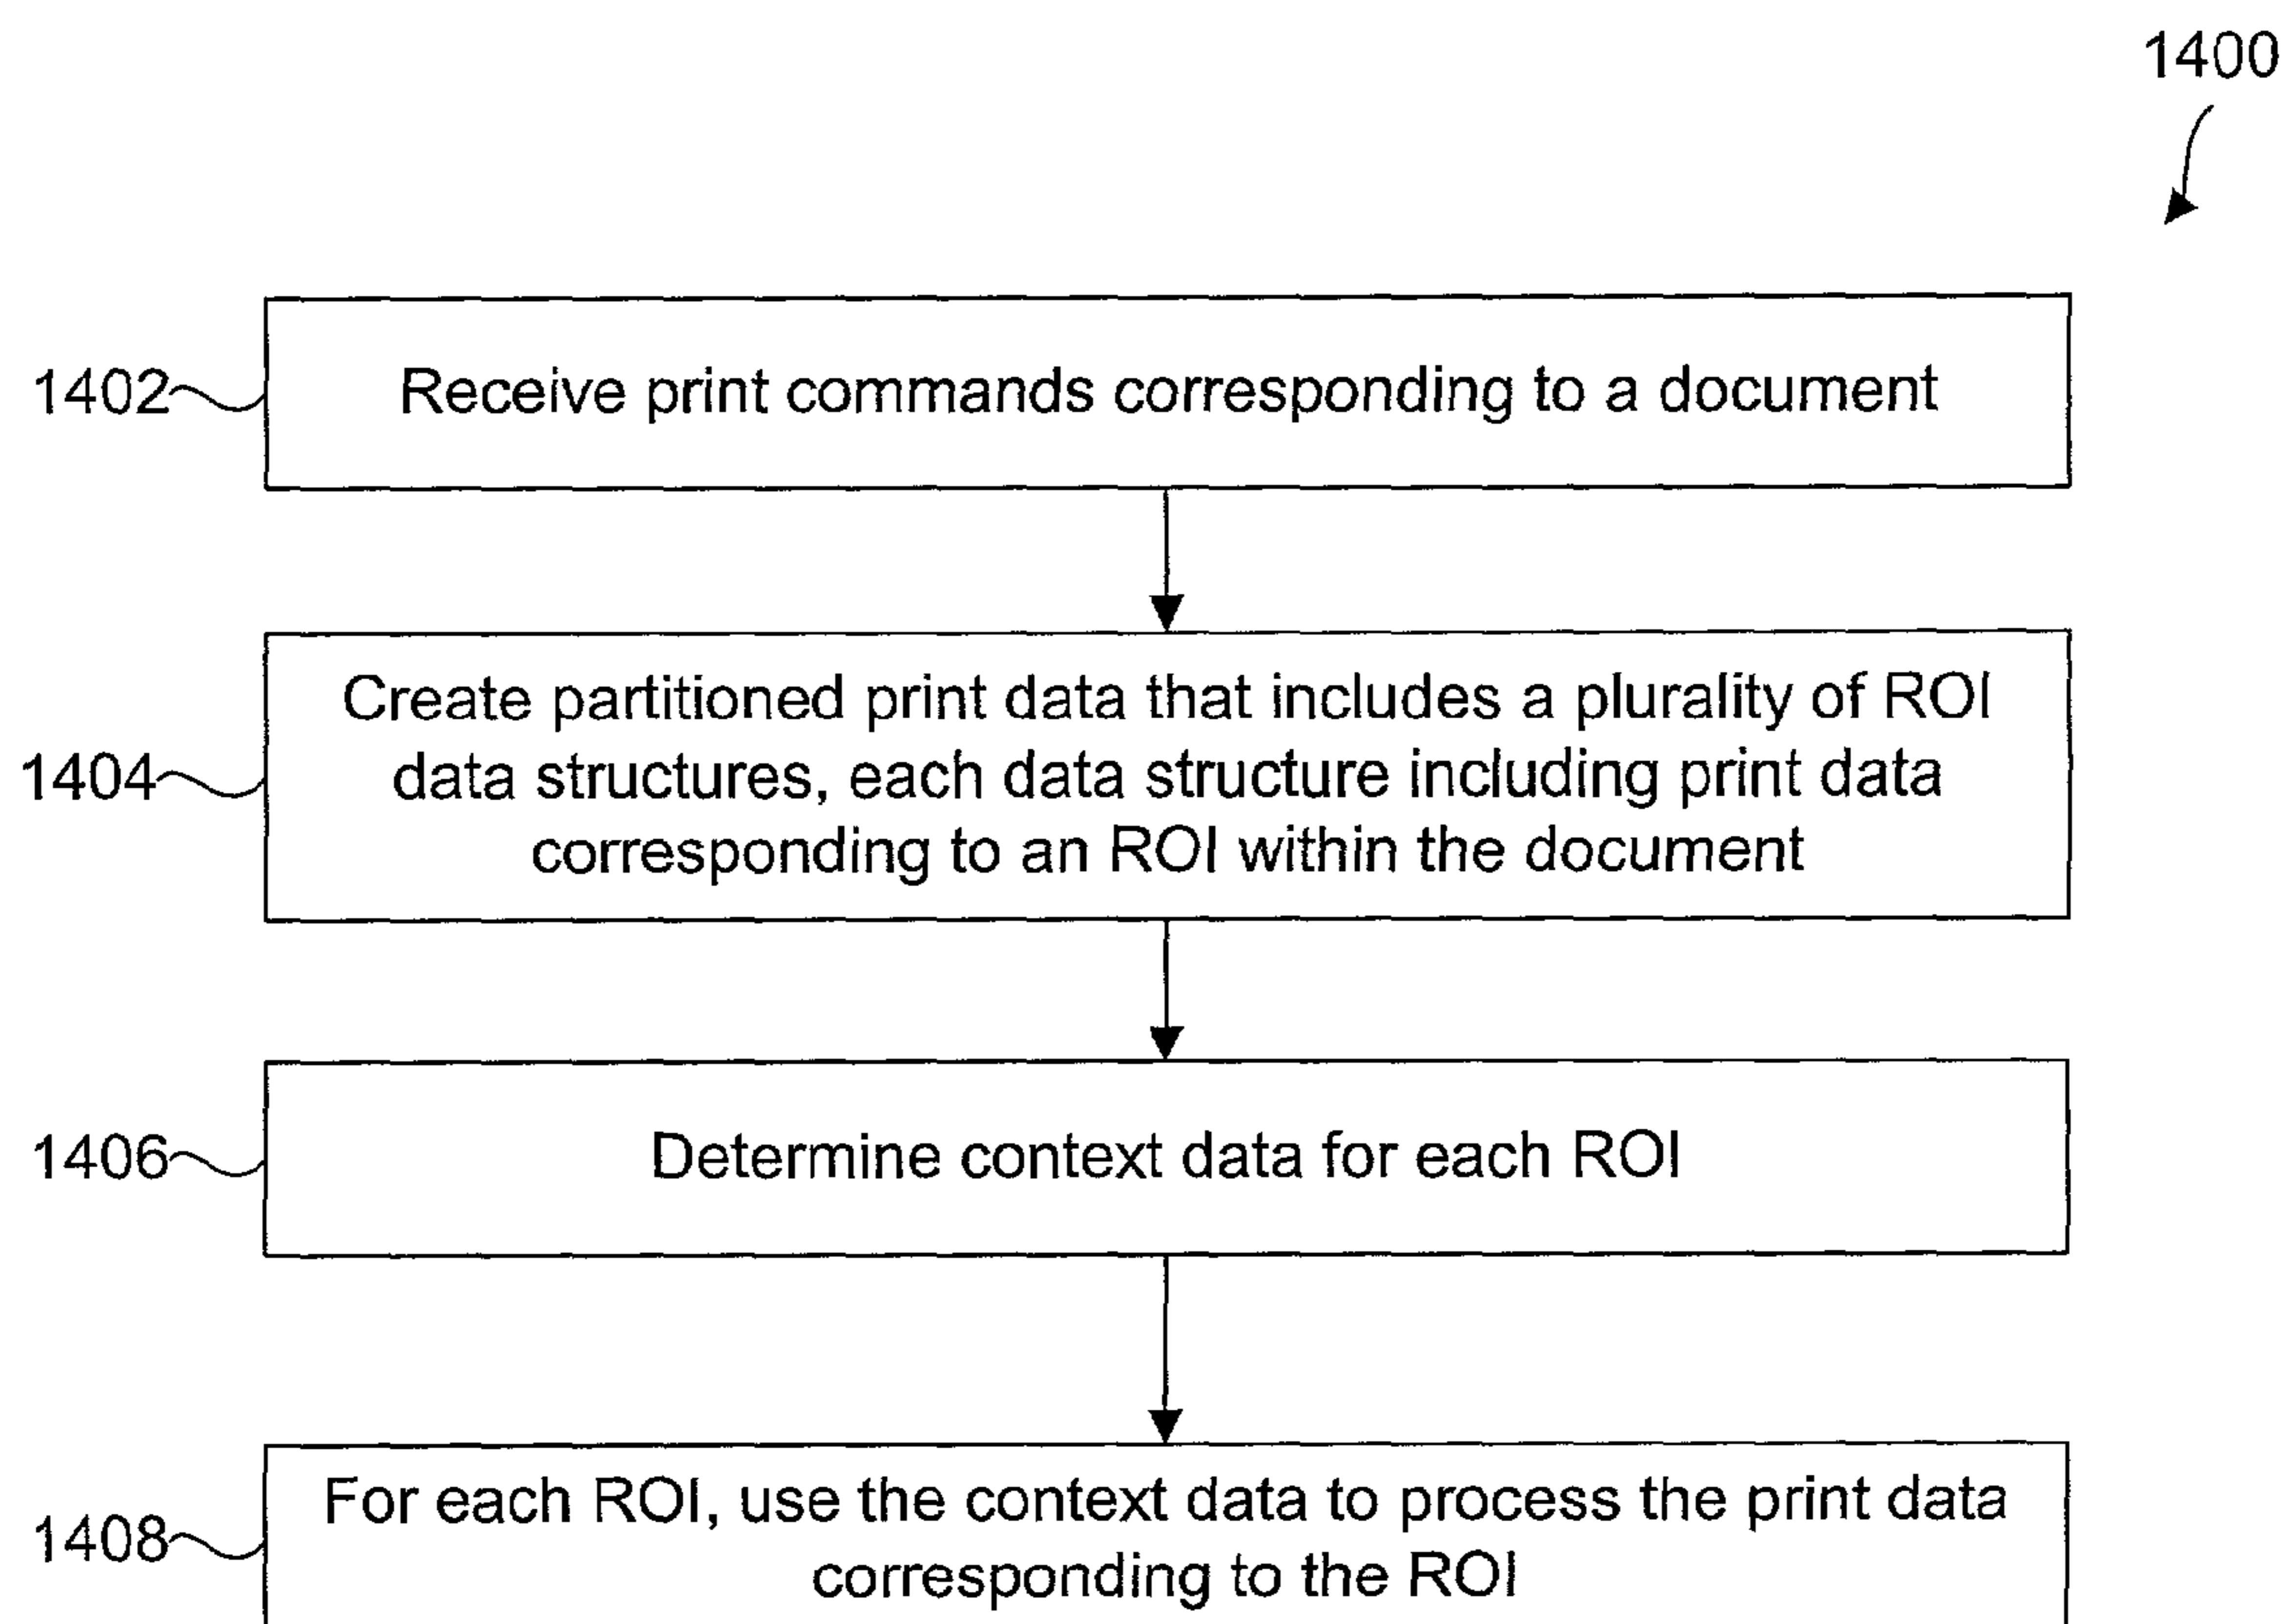 1400
1402
Receive print commands corresponding to a document
1404
Create partitioned print data that includes a plurality of ROI
data structures, each data structure including print data
corresponding to an ROI within the document
1406
Determine context data for each ROI
1408
For each ROI, use the context data to process the print data
corresponding to the ROI